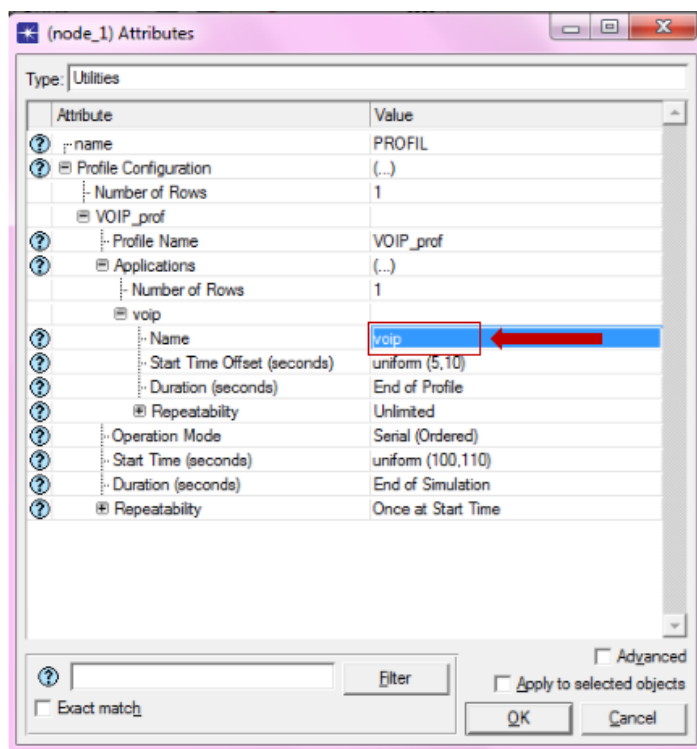 (node_1) Attributes
Type: Utilities
Attribute Value
name PROFIL
Profile Configuration (...)
Number of Rows 1
VOIP_prof
Profile Name VOIP_prof
Applications (...)
Number of Rows 1
voip
Name voip
Start Time Offset (seconds) uniform (5,10)
Duration (seconds) End of Profile
Repeatability Unlimited
Operation Mode Serial (Ordered)
Start Time (seconds) uniform (100,110)
Duration (seconds) End of Simulation
Repeatability Once at Start Time
Advanced
Filter Apply to selected objects
Exact match
OK Cancel